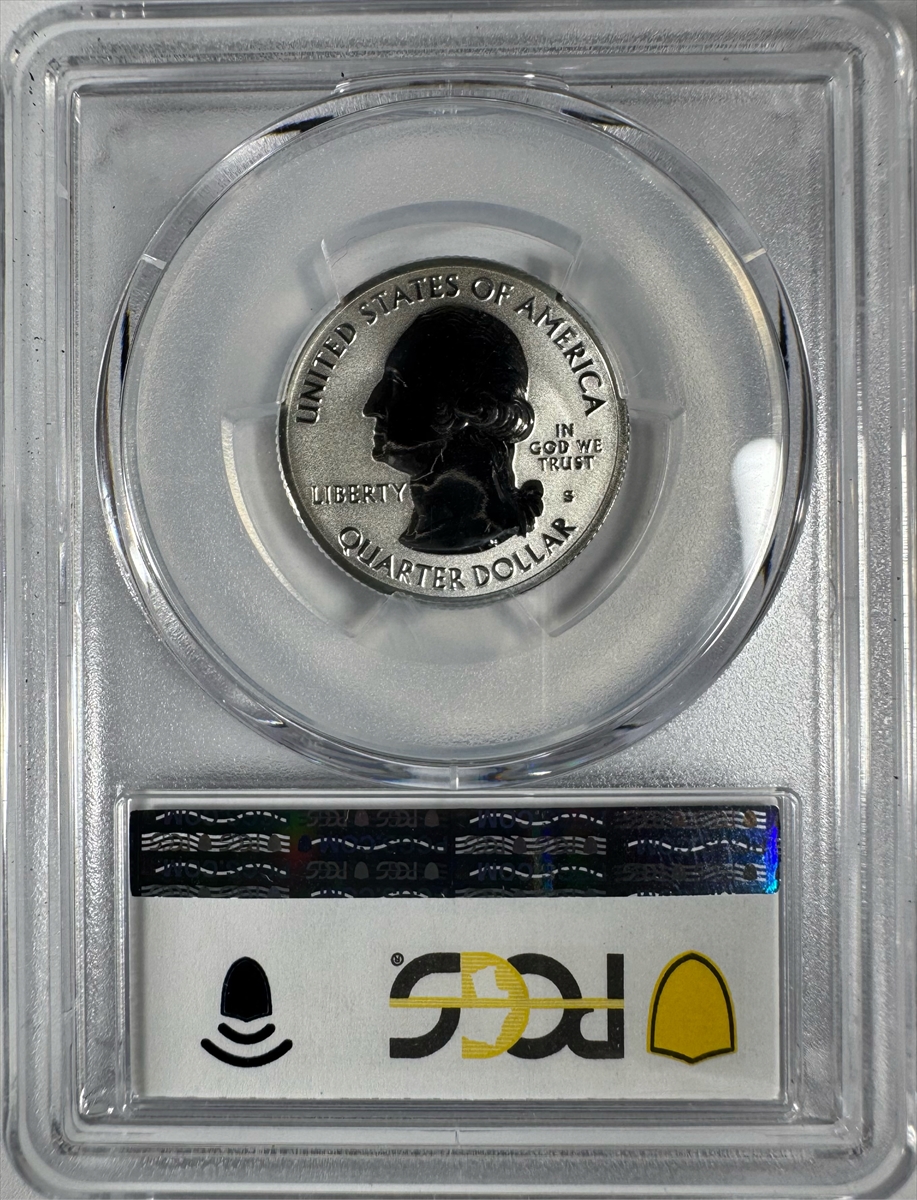 UNITED STATES OF AMERICA
IN
GOD WE
TRUST
LIBERTY
S
QUARTER DOLLAR
PCGS
®